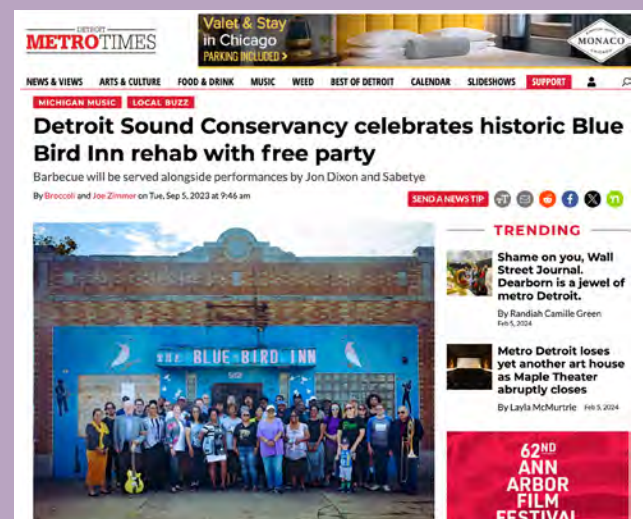 DETROIT
METROTIMES
Valet & Stay
in Chicago
PARKING INCLUDED >
MONACO
NEWS & VIEWS ARTS & CULTURE FOOD & DRINK MUSIC WEED BEST OF DETROIT CALENDAR SLIDESHOWS SUPPORT
MICHIGAN MUSIC LOCAL BUZZ
Detroit Sound Conservancy celebrates historic Blue
Bird Inn rehab with free party
Barbecue will be served alongside performances by Jon Dixon and Sabetye
By Broccoli and Joe Zimmer on Tue, Sep 5, 2023 at 9:46 am
SEND A NEWS TIP
THE BLUE BIRD INN
TRENDING
Shame on you, Wall
Street Journal.
Dearborn is a jewel of
metro Detroit.
By Randiah Camille Green
Feb 5, 2024
Metro Detroit loses
yet another art house
as Maple Theater
abruptly closes
By Layla McMurtrie Feb 5, 2024
62ND
ANN
ARBOR
FILM
FESTIVAL